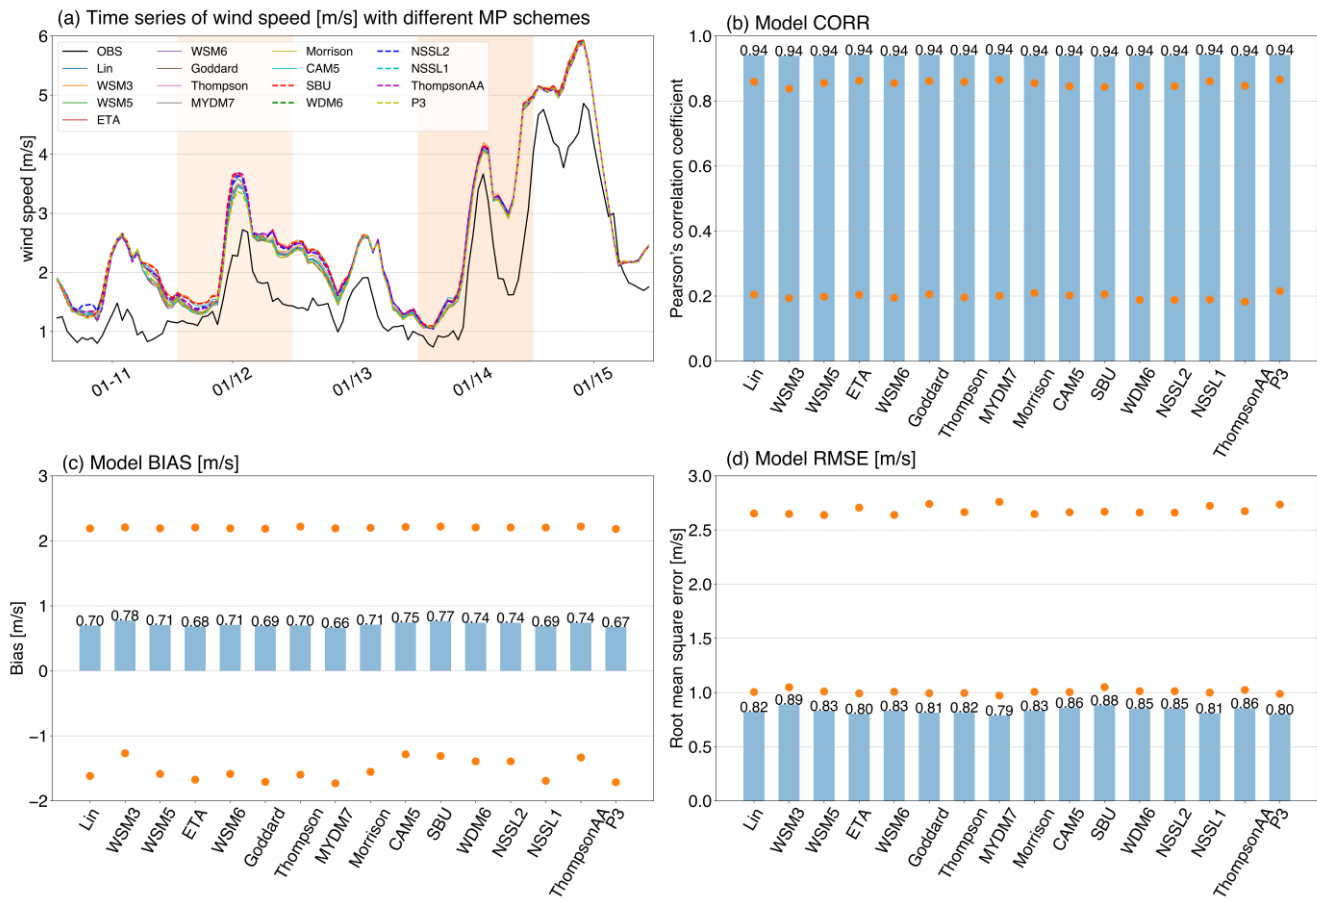 (a) Time series of wind speed [m/s] with different MP schemes
6
5
4
3
2
1
wind speed [m/s]
OBS
Lin
WSM3
WSM5
ETA
WSM6
Goddard
Thompson
MYDM7
Morrison
CAM5
SBU
WDM6
NSSL2
NSSL1
ThompsonAA
P3
01-11
01/12
01/13
01/14
01/15
(b) Model CORR
1.0
0.8
0.6
0.4
0.2
0.0
Pearson's correlation coefficient
0.94 0.94 0.94 0.94 0.94 0.94 0.94 0.94 0.94 0.94 0.94 0.94 0.94 0.94 0.94 0.94
Lin
WSM3
WSM5
ETA
WSM6
Goddard
Thompson
MYDM7
Morrison
CAM5
SBU
WDM6
NSSL2
NSSL1
ThompsonAA
P3
(c) Model BIAS [m/s]
3
2
1
0
−1
−2
Bias [m/s]
0.70 0.78 0.71 0.68 0.71 0.69 0.70 0.66 0.71 0.75 0.77 0.74 0.74 0.69 0.74 0.67
Lin
WSM3
WSM5
ETA
WSM6
Goddard
Thompson
MYDM7
Morrison
CAM5
SBU
WDM6
NSSL2
NSSL1
ThompsonAA
P3
(d) Model RMSE [m/s]
3.0
2.5
2.0
1.5
1.0
0.5
0.0
Root mean square error [m/s]
0.82 0.89 0.83 0.80 0.83 0.81 0.82 0.79 0.83 0.86 0.88 0.85 0.85 0.81 0.86 0.80
Lin
WSM3
WSM5
ETA
WSM6
Goddard
Thompson
MYDM7
Morrison
CAM5
SBU
WDM6
NSSL2
NSSL1
ThompsonAA
P3